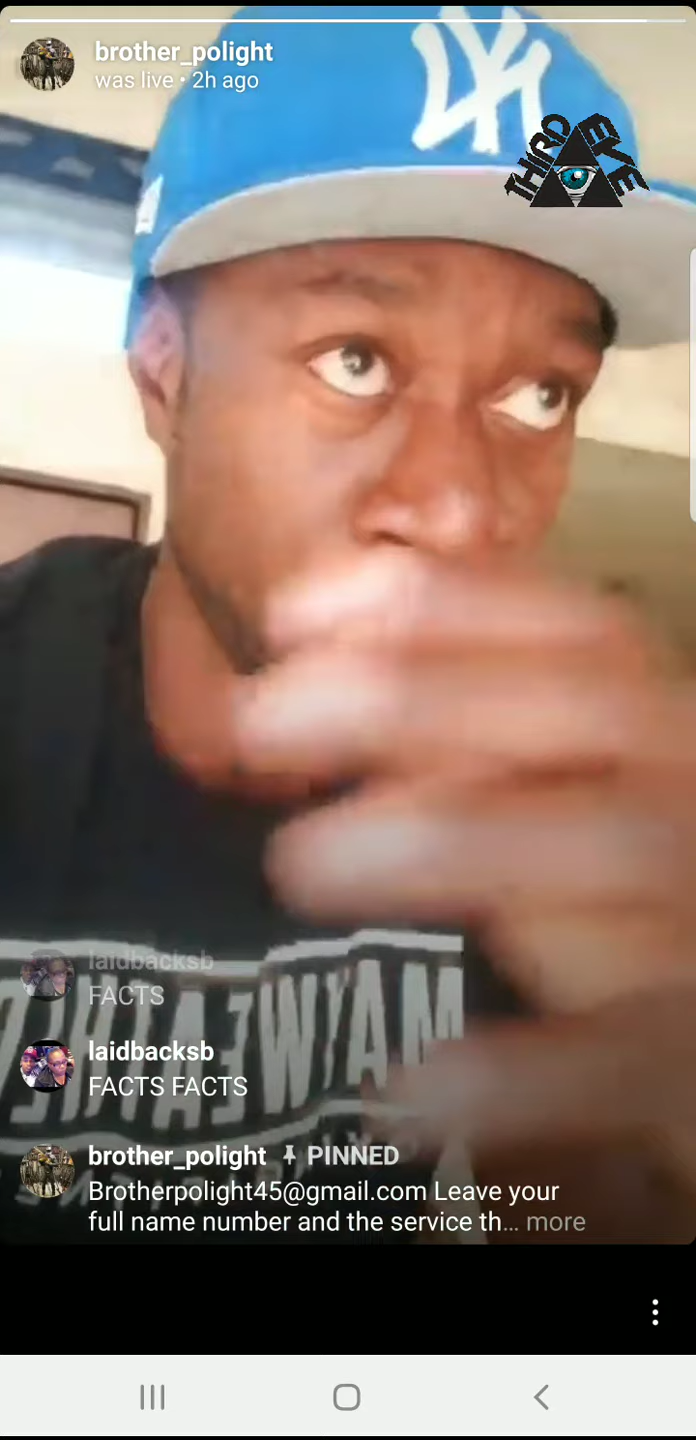 brother_polight
was live • 2h ago
NY
THIRD EYE
laidbacksb
FACTS
laidbacksb
FACTS FACTS
brother_polight PINNED
Brotherpolight45@gmail.com Leave your
full name number and the service th... more